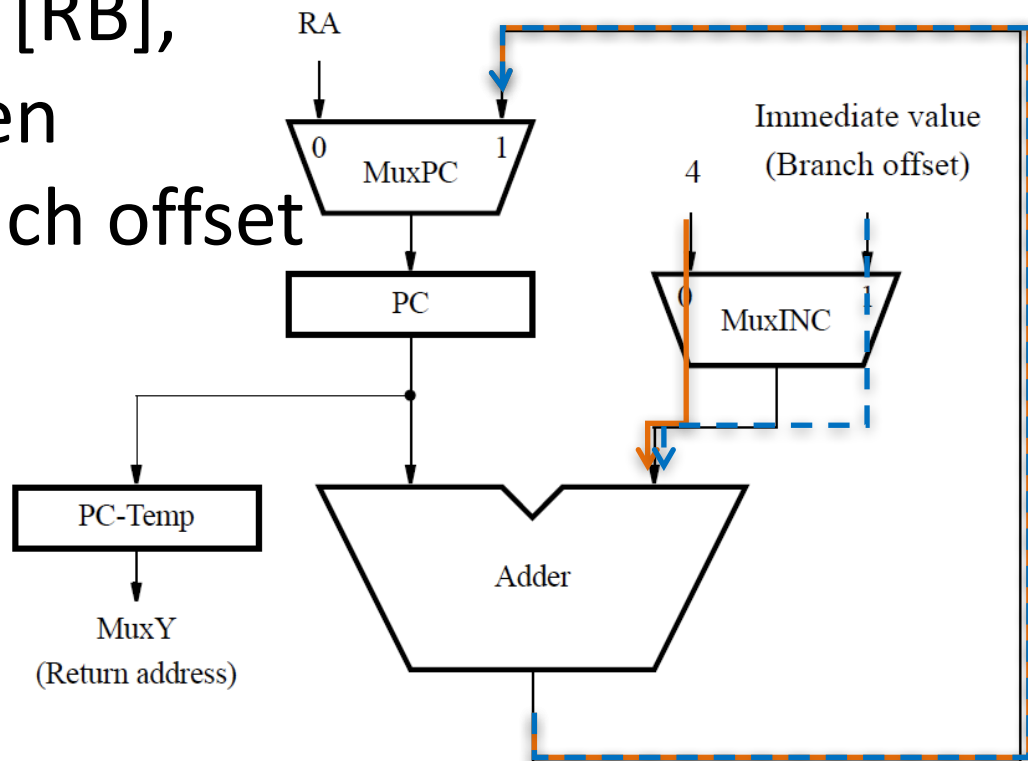 [RB],
en
ch offset
RA
0 1
MuxPC
PC
Immediate value
(Branch offset)
4
0 1
MuxINC
PC-Temp
Adder
MuxY
(Return address)